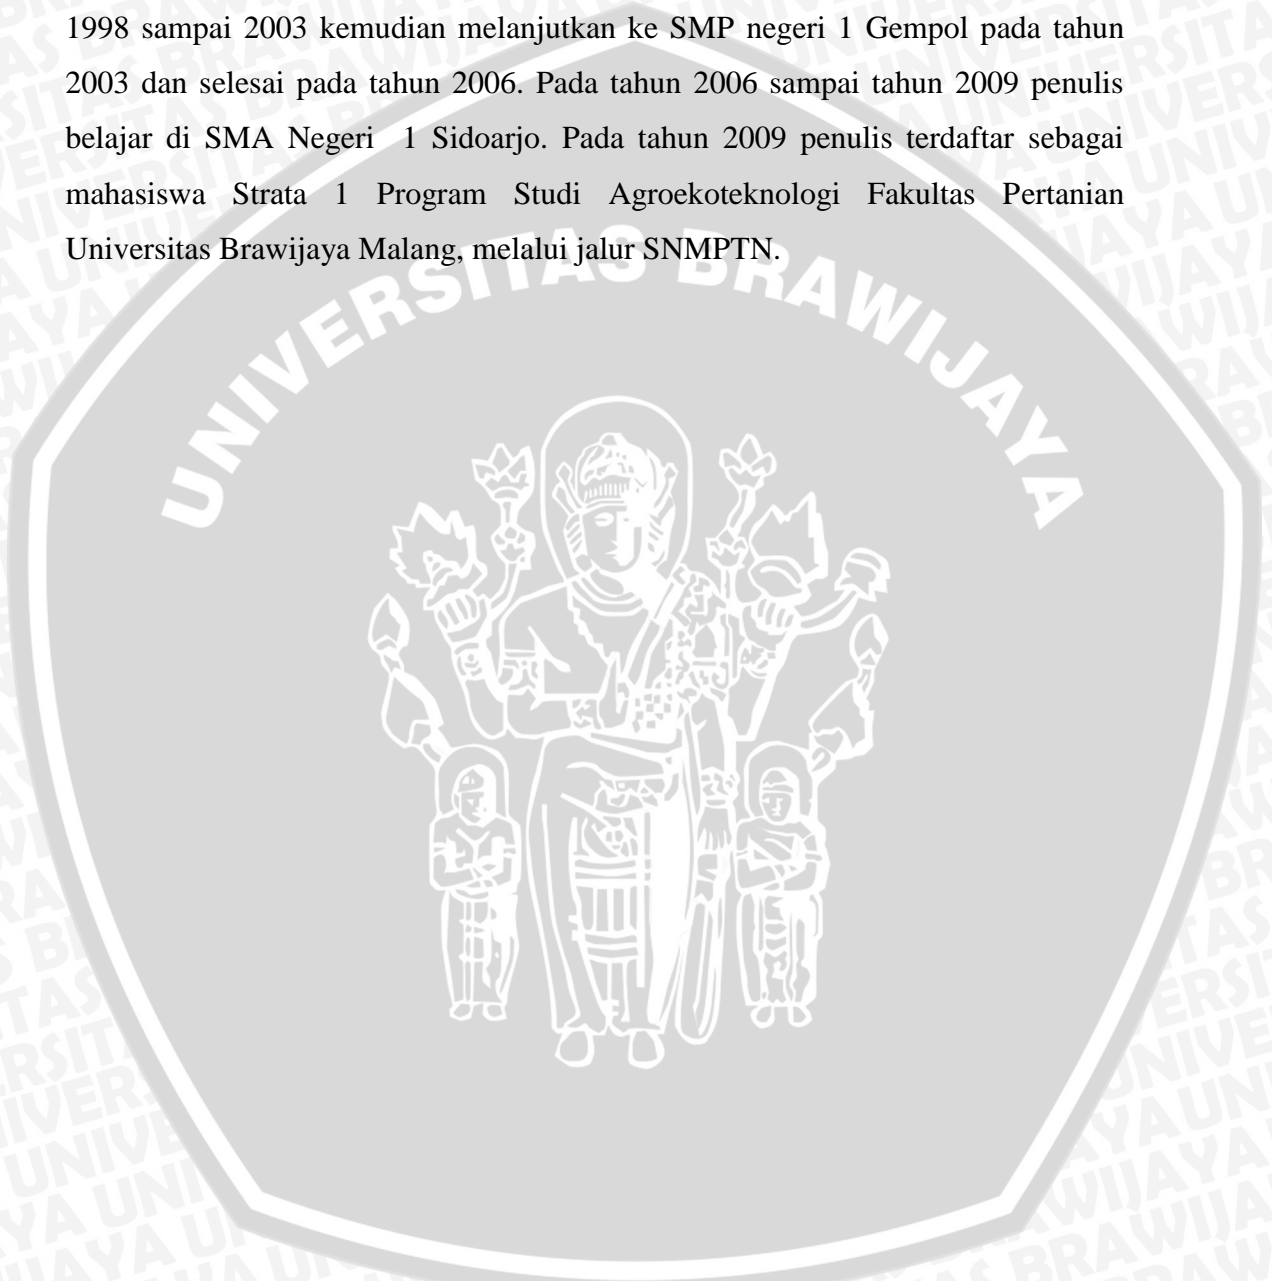 1998 sampai 2003 kemudian melanjutkan ke SMP negeri 1 Gempol pada tahun
2003 dan selesai pada tahun 2006. Pada tahun 2006 sampai tahun 2009 penulis
belajar di SMA Negeri  1 Sidoarjo. Pada tahun 2009 penulis terdaftar sebagai
mahasiswa Strata 1 Program Studi Agroekoteknologi Fakultas Pertanian
Universitas Brawijaya Malang, melalui jalur SNMPTN.
UNIVERSITAS BRAWIJAYA